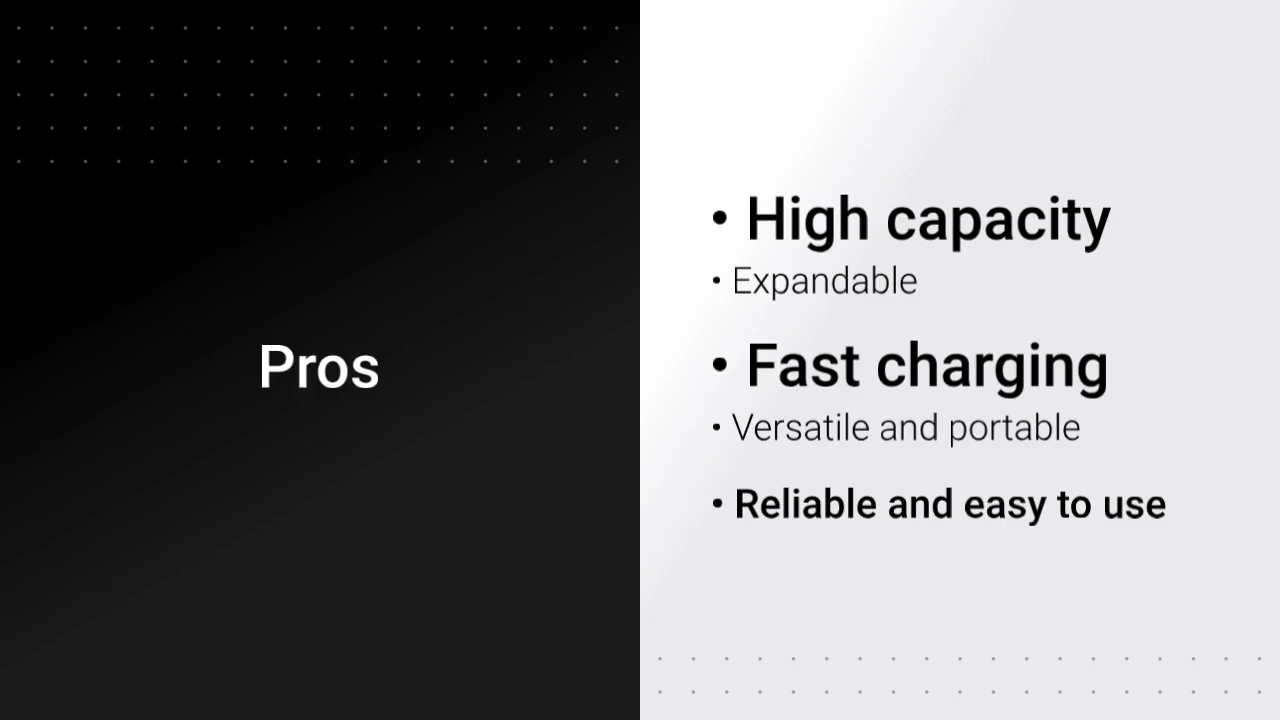 Pros
• High capacity
• Expandable
• Fast charging
• Versatile and portable
• Reliable and easy to use